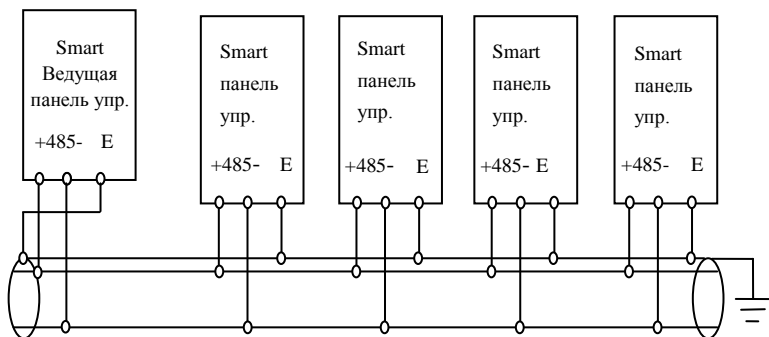 Smart
Ведущая
панель упр.
+485- E
Smart
панель
упр.
+485- E
Smart
панель
упр.
+485- E
Smart
панель
упр.
+485- E
Smart
панель
упр.
+485- E